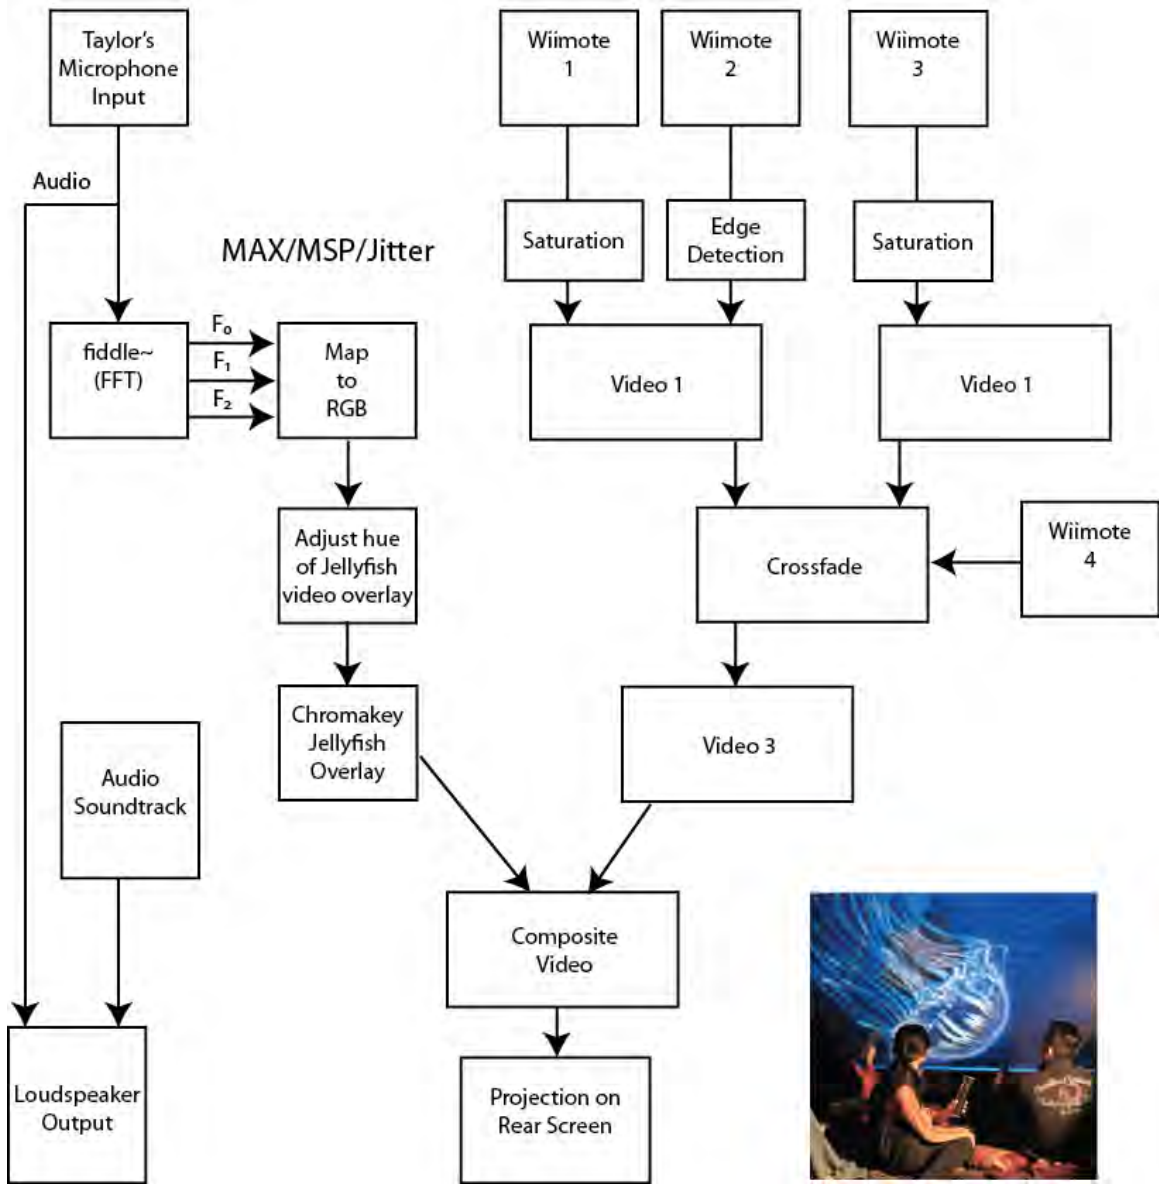 Taylor's
Microphone
Input
Wiimote
1
Wiimote
2
Wiimote
3
Audio
Saturation
Edge
Detection
Saturation
MAX/MSP/Jitter
fiddle~
(FFT)
F₀
F₁
F₂
Map
to
RGB
Video 1
Video 1
Adjust hue
of Jellyfish
video overlay
Crossfade
Wiimote
4
Chromakey
Jellyfish
Overlay
Video 3
Audio
Soundtrack
Composite
Video
Loudspeaker
Output
Projection on
Rear Screen